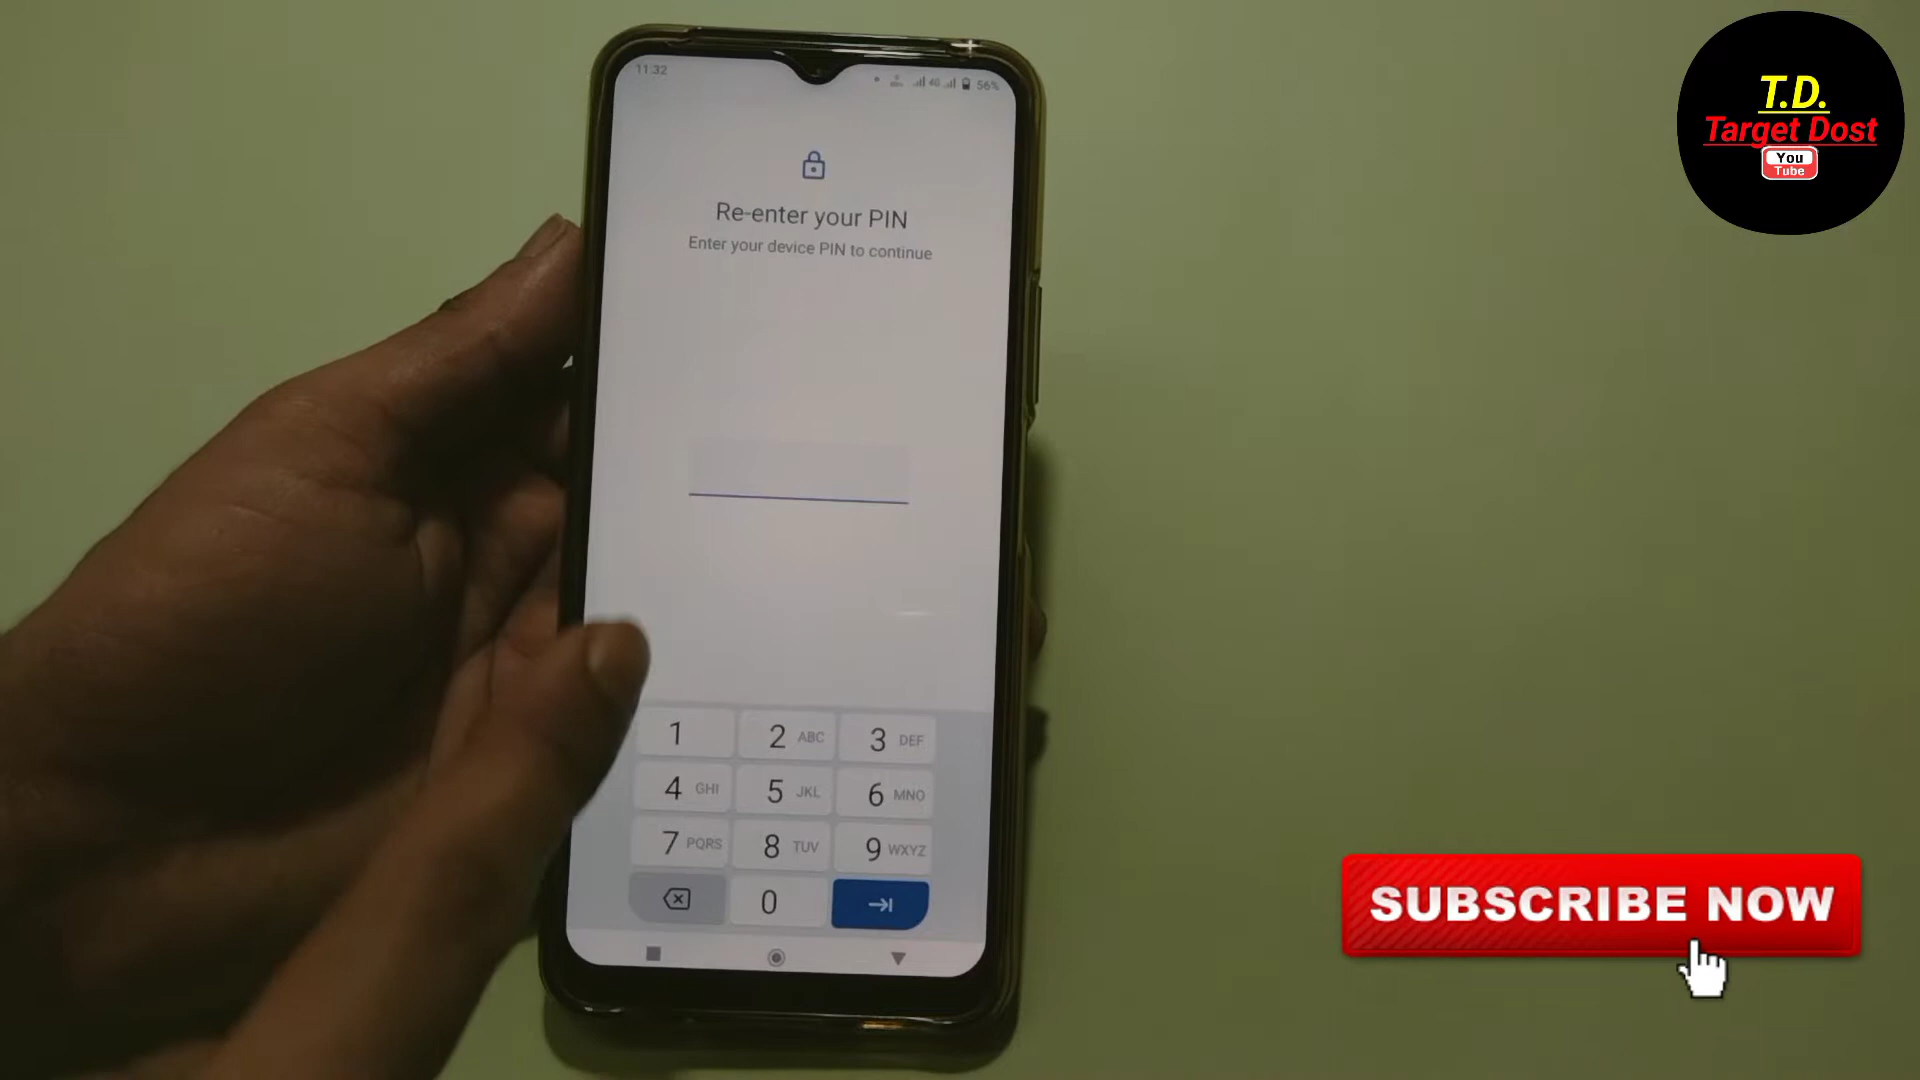 11:32
4G 56%
Re-enter your PIN
Enter your device PIN to continue
1 2 ABC 3 DEF
4 GHI 5 JKL 6 MNO
7 PQRS 8 TUV 9 WXYZ
0
T.D.
Target Dost
You
Tube
SUBSCRIBE NOW